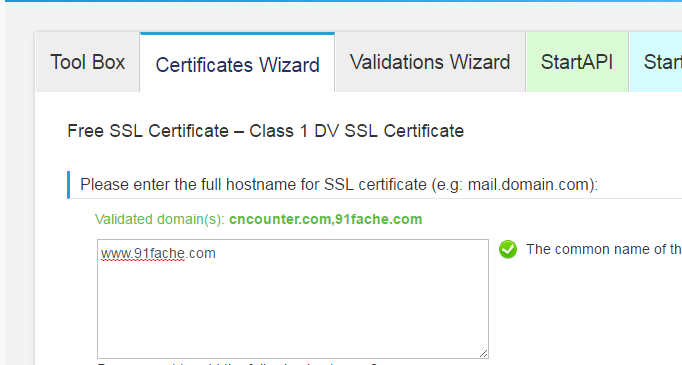 Tool Box
Certificates Wizard
Validations Wizard
StartAPI
Start
Free SSL Certificate – Class 1 DV SSL Certificate
Please enter the full hostname for SSL certificate (e.g: mail.domain.com):
Validated domain(s): cncounter.com,91fache.com
www.91fache.com
The common name of th